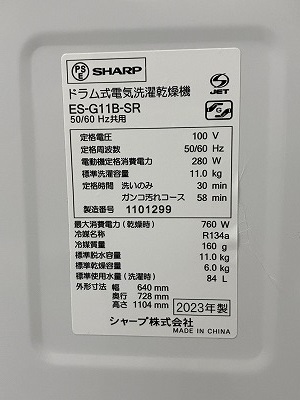 PS E SHARP
ドラム式電気洗濯乾燥機
ES-G11B-SR
50/60 Hz共用
S JET
G
定格電圧 100 V
定格周波数 50/60 Hz
電動機定格消費電力 280 W
標準洗濯容量 11.0 kg
定格時間 洗いのみ 30 min
ガンコ汚れコース 58 min
製造番号 1101299
最大消費電力(乾燥時) 760 W
冷媒名称 R134a
冷媒質量 160 g
標準脱水容量 11.0 kg
標準乾燥容量 6.0 kg
標準使用水量(洗濯時) 84 L
外形寸法 幅 640 mm
奥行 728 mm
高さ 1104 mm
2023年製
シャープ株式会社
MADE IN CHINA